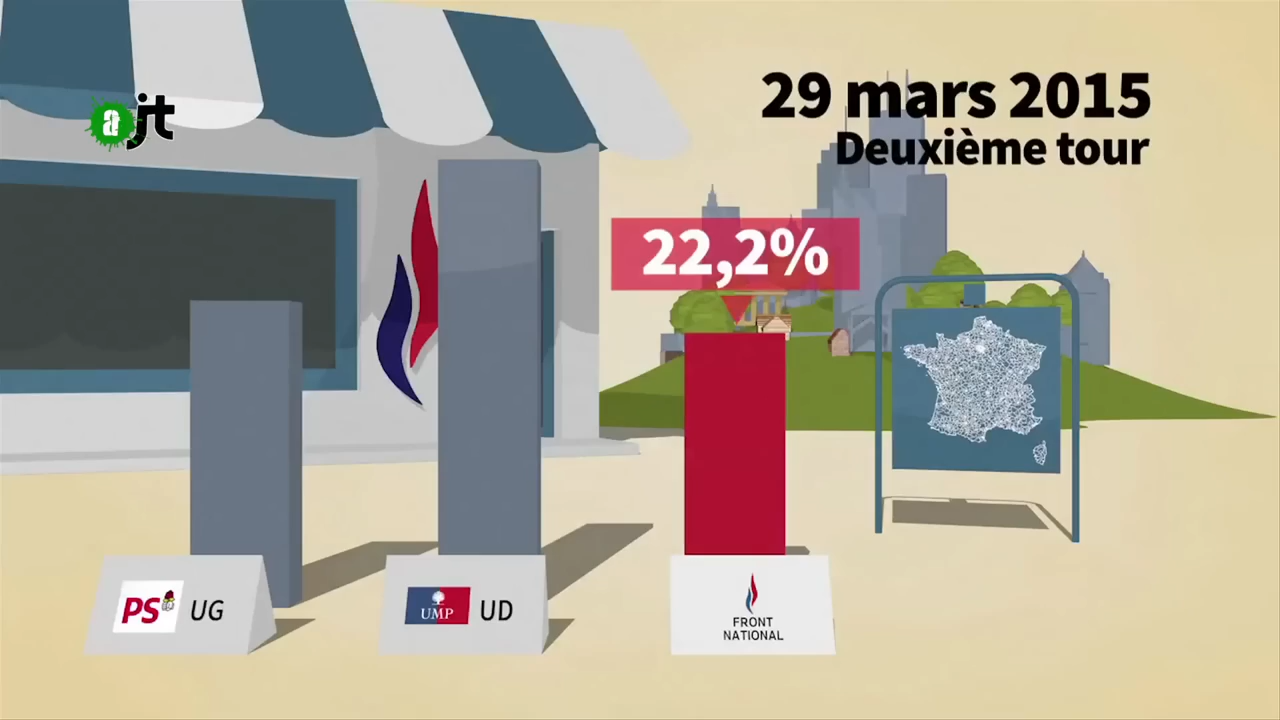 ajt
29 mars 2015
Deuxième tour
22,2%
PS UG
UMP UD
FRONT
NATIONAL